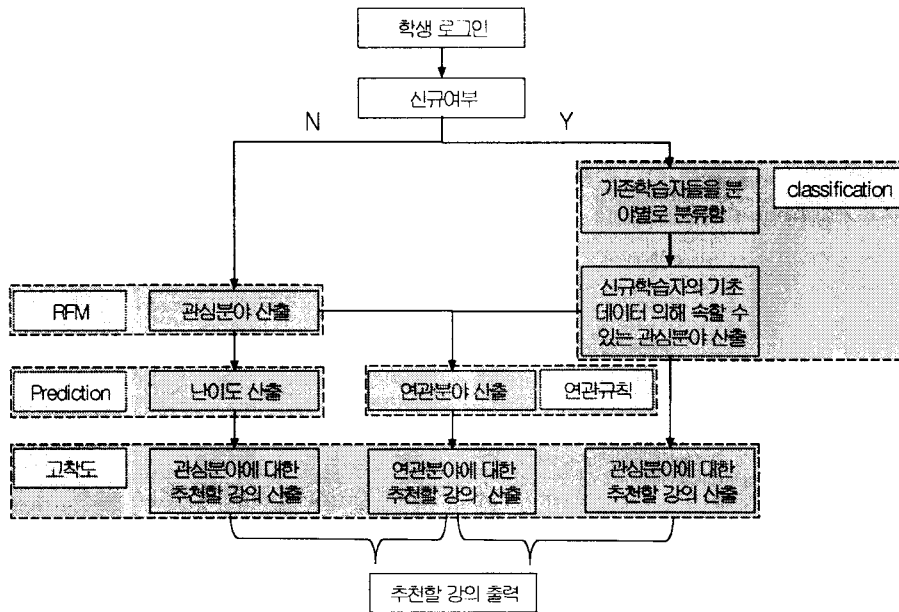 학생 로그인
신규여부
N
Y
기존학습자들을 분
야별로 분류함
classification
RFM
관심분야 산출
신규학습자의 기초
데이터 의해 속할 수
있는 관심분야 산출
Prediction
난이도 산출
연관분야 산출
연관규칙
고착도
관심분야에 대한
추천할 강의 산출
연관분야에 대한
추천할 강의 산출
관심분야에 대한
추천할 강의 산출
추천할 강의 출력